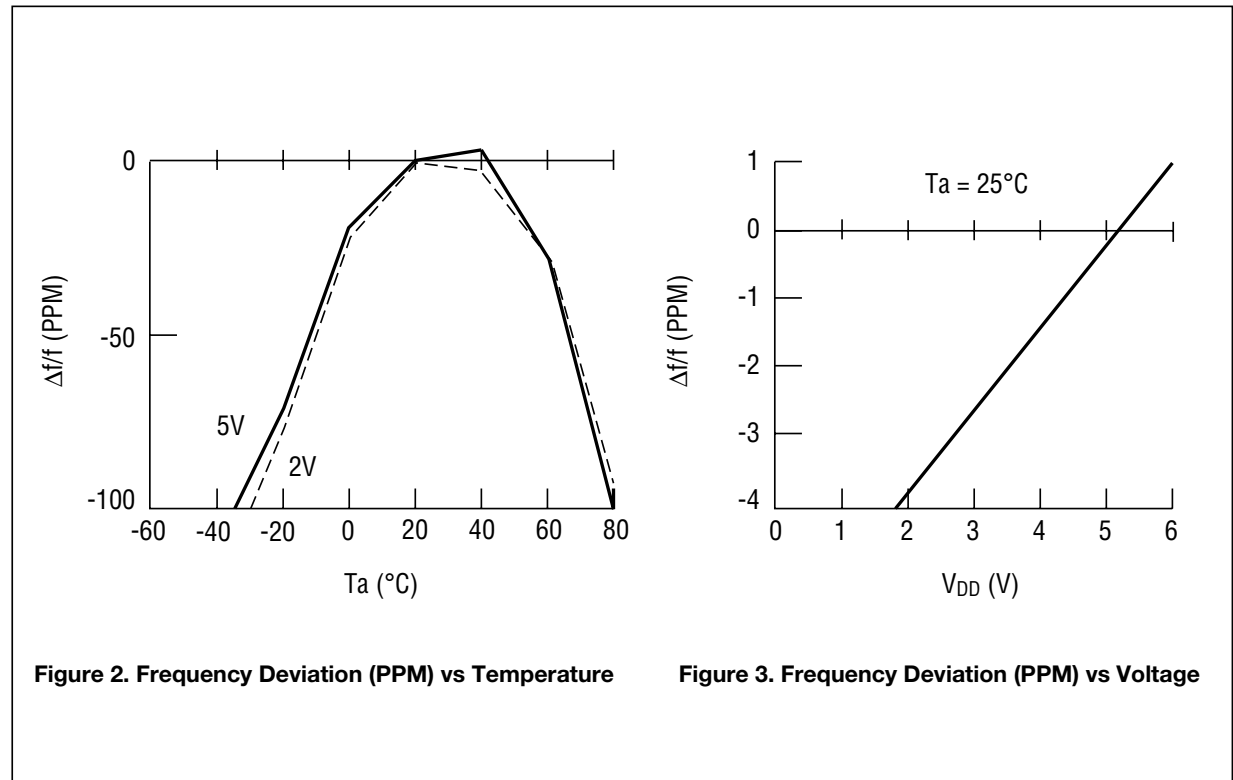 0
-50
-100
Δf/f (PPM)
5V
2V
-60 -40 -20 0 20 40 60 80
Ta (°C)
Figure 2. Frequency Deviation (PPM) vs Temperature
1
0
-1
-2
-3
-4
Δf/f (PPM)
Ta = 25°C
0 1 2 3 4 5 6
VDD (V)
Figure 3. Frequency Deviation (PPM) vs Voltage